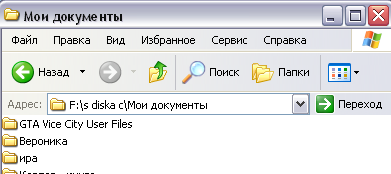 Мои документы
Файл Правка Вид Избранное Сервис Справка
Назад Поиск Папки
Адрес: F:\s diska c\Мои документы Переход
GTA Vice City User Files
Вероника
ира